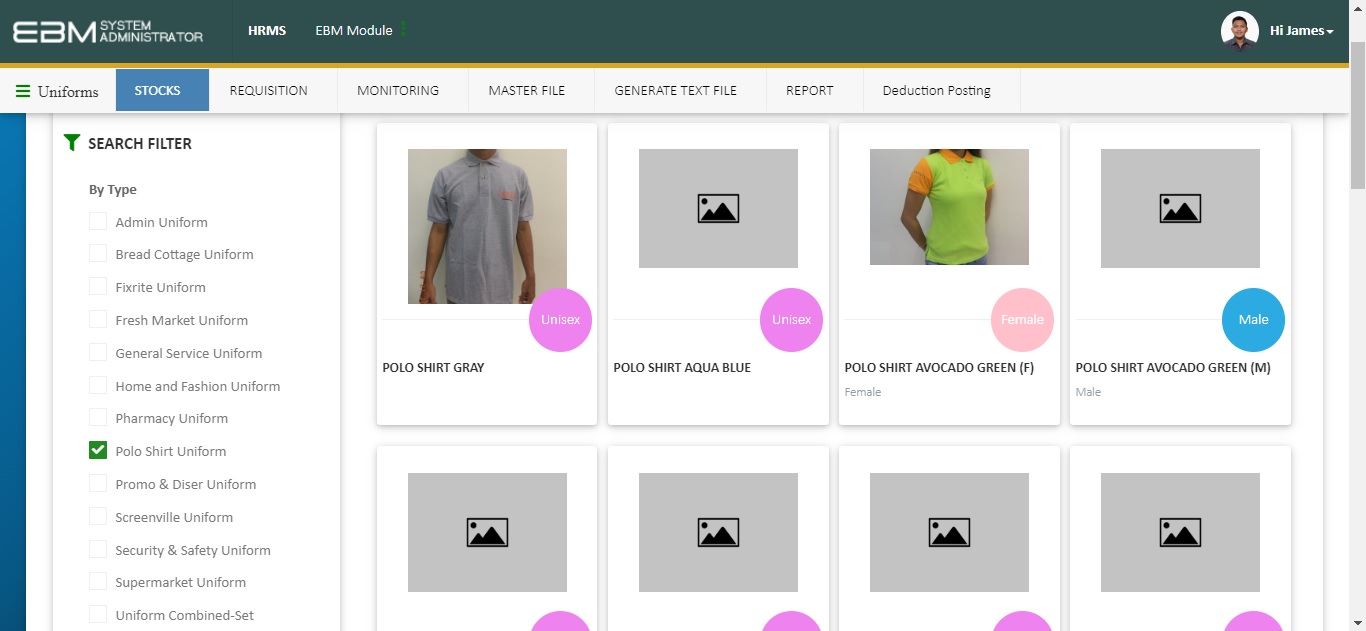 EBM SYSTEM ADMINISTRATOR
HRMS
EBM Module
Hi James
Uniforms
STOCKS
REQUISITION
MONITORING
MASTER FILE
GENERATE TEXT FILE
REPORT
Deduction Posting
SEARCH FILTER
By Type
Admin Uniform
Bread Cottage Uniform
Fixrite Uniform
Fresh Market Uniform
General Service Uniform
Home and Fashion Uniform
Pharmacy Uniform
Polo Shirt Uniform
Promo & Diser Uniform
Screenville Uniform
Security & Safety Uniform
Supermarket Uniform
Uniform Combined-Set
Unisex
POLO SHIRT GRAY
Unisex
POLO SHIRT AQUA BLUE
Female
POLO SHIRT AVOCADO GREEN (F)
Female
Male
POLO SHIRT AVOCADO GREEN (M)
Male